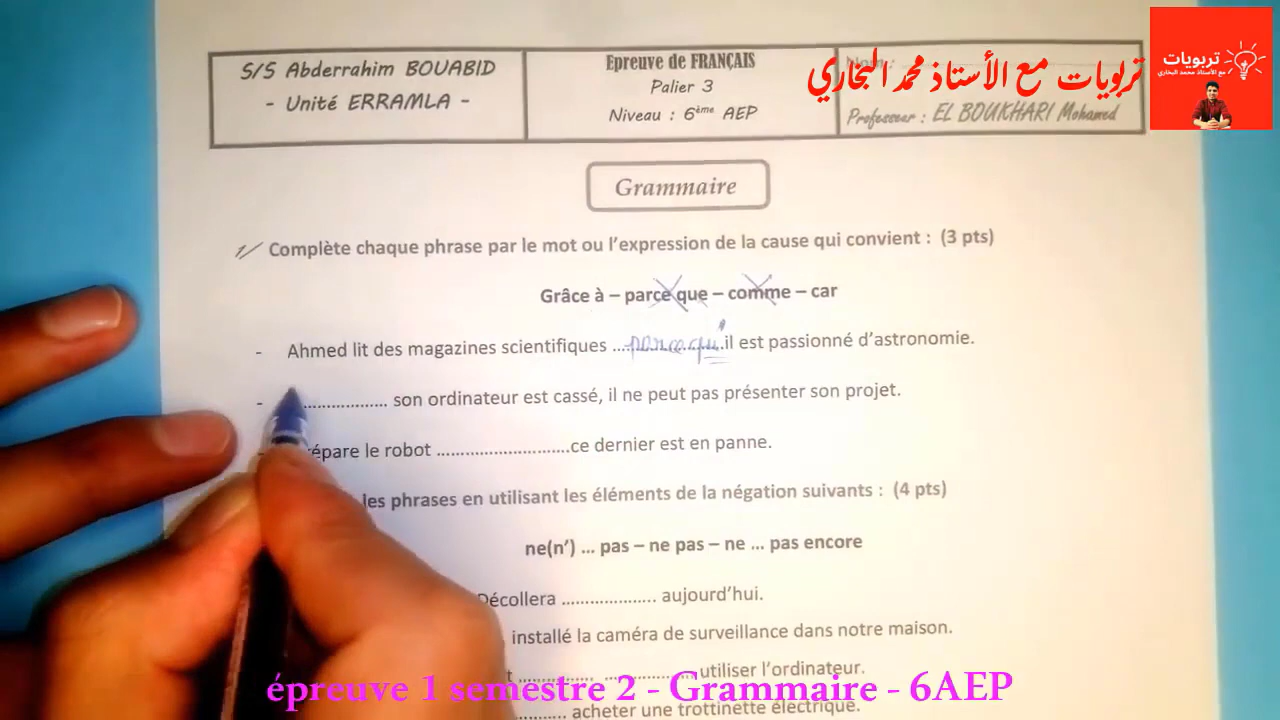 S/S Abderrahim BOUABID
- Unité ERRAMLA -
Epreuve de FRANÇAIS
Palier 3
Niveau : 6ème AEP
تربويات مع الأستاذ محمد البخاري
Professeur : EL BOUKHARI Mohamed
تربويات
مع الأستاذ محمد البخاري
Grammaire
1/ Complète chaque phrase par le mot ou l'expression de la cause qui convient : (3 pts)
Grâce à – parce que – comme – car
- Ahmed lit des magazines scientifiques ....parce qu'..il est passionné d'astronomie.
- .................. son ordinateur est cassé, il ne peut pas présenter son projet.
répare le robot ............................ce dernier est en panne.
les phrases en utilisant les éléments de la négation suivants : (4 pts)
ne(n') ... pas – ne pas – ne ... pas encore
Décollera .................... aujourd'hui.
installé la caméra de surveillance dans notre maison.
utiliser l'ordinateur.
acheter une trottinette électrique.
épreuve 1 semestre 2 - Grammaire - 6AEP